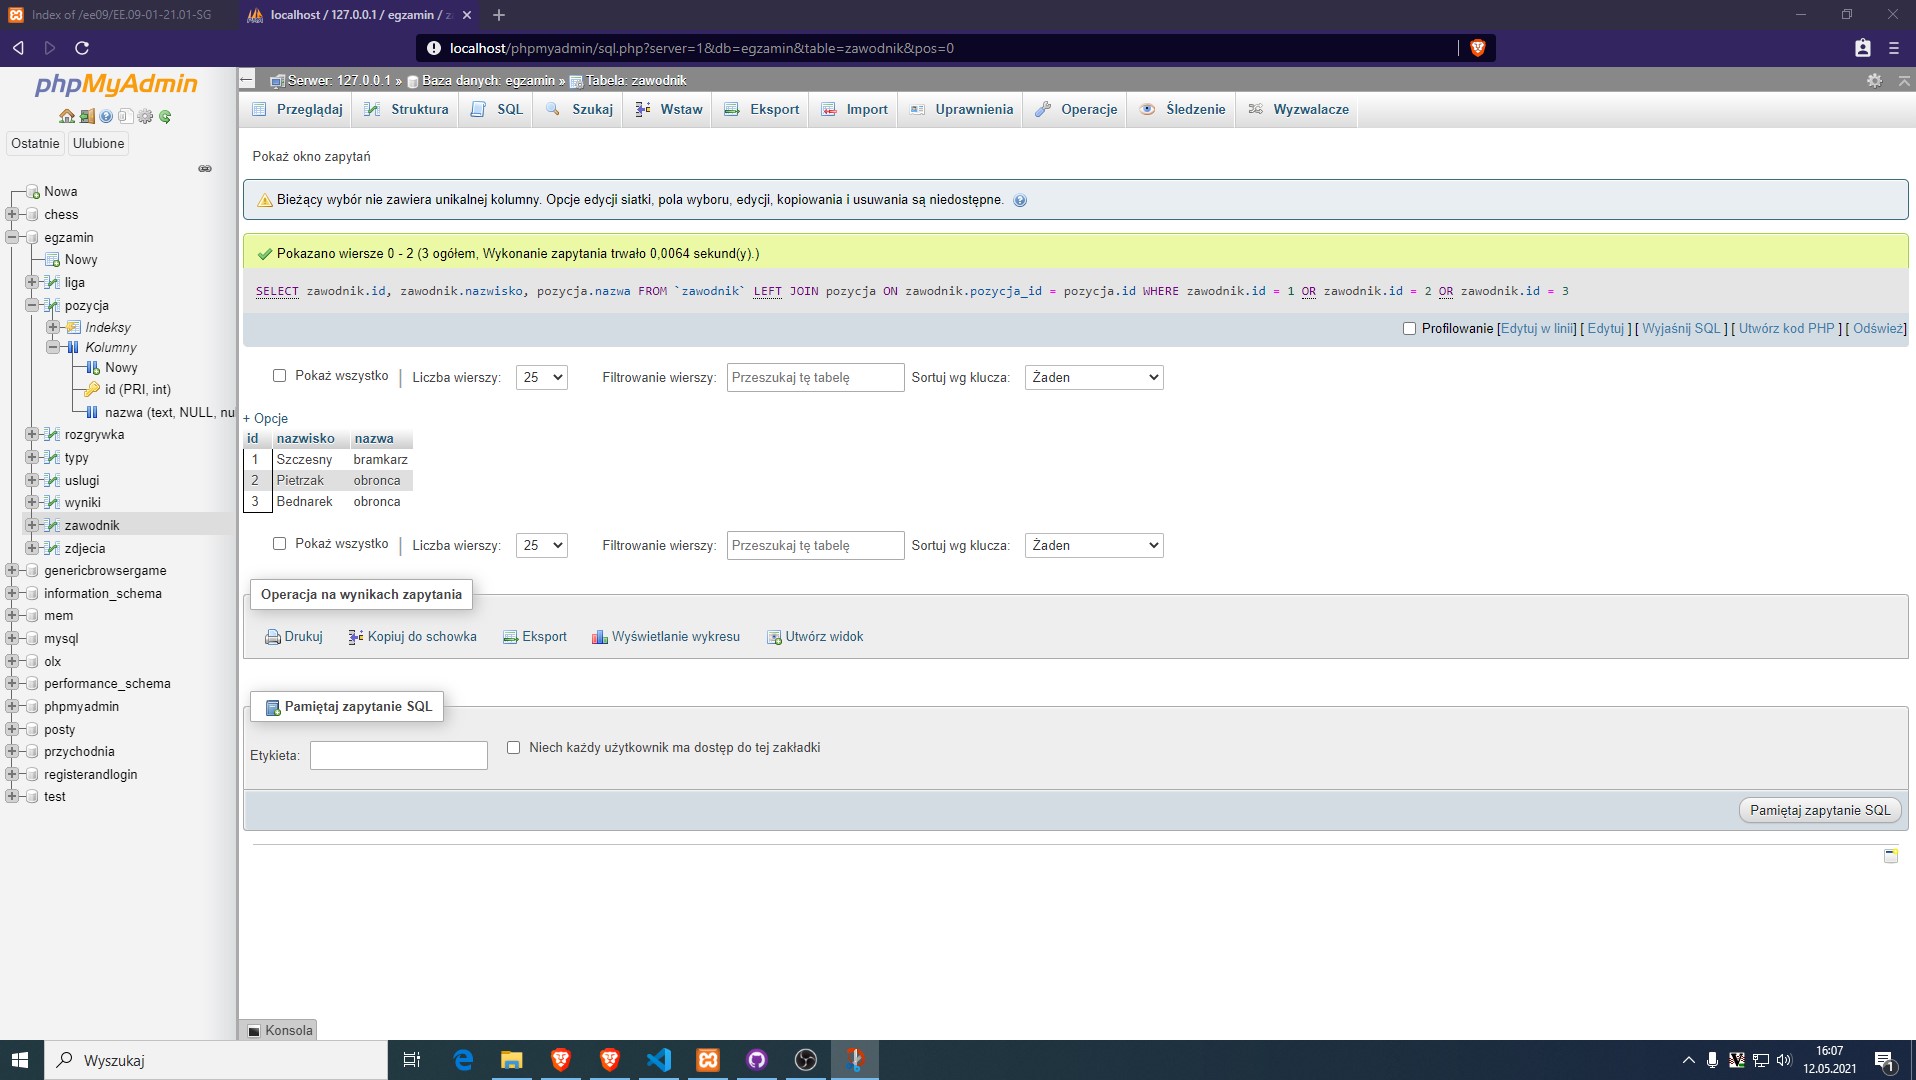 Index of /ee09/EE.09-01-21.01-SG
localhost / 127.0.0.1 / egzamin / z
localhost/phpmyadmin/sql.php?server=1&db=egzamin&table=zawodnik&pos=0
phpMyAdmin
Ostatnie Ulubione
Nowa
chess
egzamin
Nowy
liga
pozycja
Indeksy
Kolumny
Nowy
id (PRI, int)
nazwa (text, NULL, nu
rozgrywka
typy
uslugi
wyniki
zawodnik
zdjecia
genericbrowsergame
information_schema
mem
mysql
olx
performance_schema
phpmyadmin
posty
przychodnia
registerandlogin
test
Serwer: 127.0.0.1 » Baza danych: egzamin » Tabela: zawodnik
Przeglądaj Struktura SQL Szukaj Wstaw Eksport Import Uprawnienia Operacje Śledzenie Wyzwalacze
Pokaż okno zapytań
Bieżący wybór nie zawiera unikalnej kolumny. Opcje edycji siatki, pola wyboru, edycji, kopiowania i usuwania są niedostępne.
Pokazano wiersze 0 - 2 (3 ogółem, Wykonanie zapytania trwało 0,0064 sekund(y).)
SELECT zawodnik.id, zawodnik.nazwisko, pozycja.nazwa FROM `zawodnik` LEFT JOIN pozycja ON zawodnik.pozycja_id = pozycja.id WHERE zawodnik.id = 1 OR zawodnik.id = 2 OR zawodnik.id = 3
Profilowanie [Edytuj w linii] [ Edytuj ] [ Wyjaśnij SQL ] [ Utwórz kod PHP ] [ Odśwież]
Pokaż wszystko | Liczba wierszy: 25 Filtrowanie wierszy: Przeszukaj tę tabelę Sortuj wg klucza: Żaden
+ Opcje
id nazwisko nazwa
1 Szczesny bramkarz
2 Pietrzak obronca
3 Bednarek obronca
Pokaż wszystko | Liczba wierszy: 25 Filtrowanie wierszy: Przeszukaj tę tabelę Sortuj wg klucza: Żaden
Operacja na wynikach zapytania
Drukuj Kopiuj do schowka Eksport Wyświetlanie wykresu Utwórz widok
Pamiętaj zapytanie SQL
Etykieta: Niech każdy użytkownik ma dostęp do tej zakładki
Pamiętaj zapytanie SQL
Konsola
Wyszukaj
16:07
12.05.2021
1